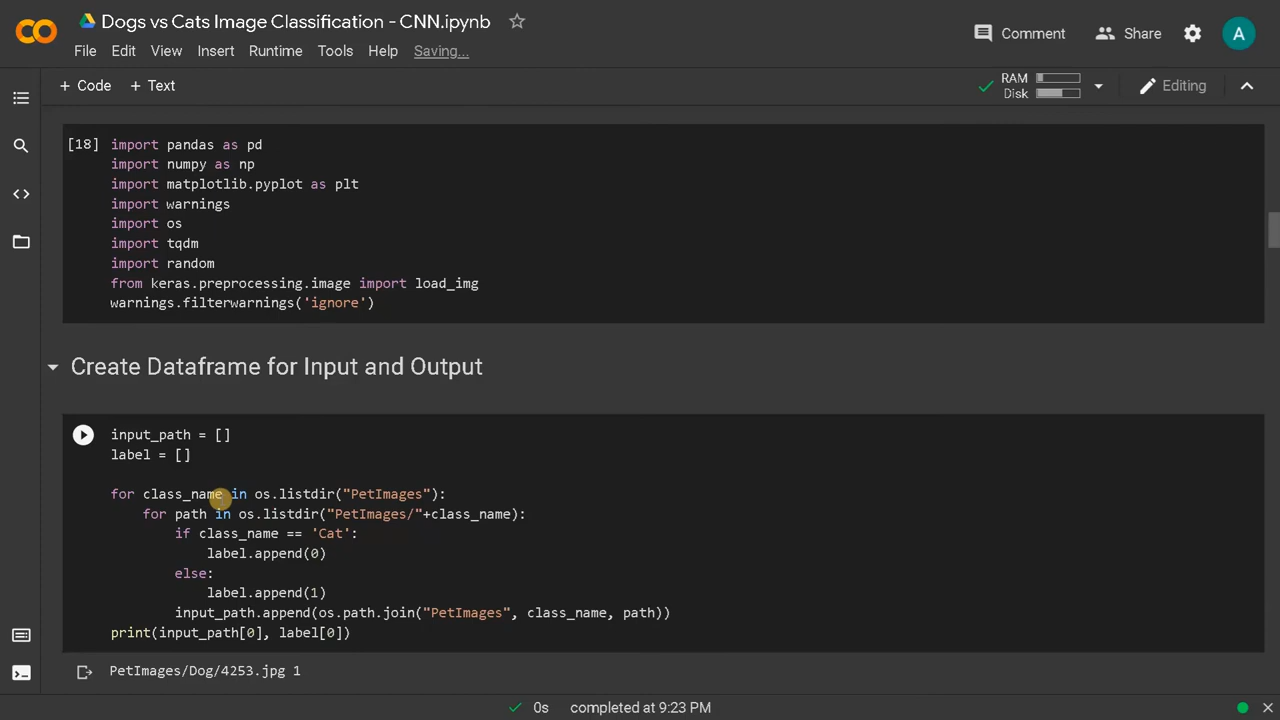 Dogs vs Cats Image Classification - CNN.ipynb
File Edit View Insert Runtime Tools Help Saving...
Comment Share A
+ Code + Text
RAM
Disk
Editing
[18] import pandas as pd
import numpy as np
import matplotlib.pyplot as plt
import warnings
import os
import tqdm
import random
from keras.preprocessing.image import load_img
warnings.filterwarnings('ignore')
Create Dataframe for Input and Output
input_path = []
label = []
for class_name in os.listdir("PetImages"):
for path in os.listdir("PetImages/"+class_name):
if class_name == 'Cat':
label.append(0)
else:
label.append(1)
input_path.append(os.path.join("PetImages", class_name, path))
print(input_path[0], label[0])
PetImages/Dog/4253.jpg 1
0s completed at 9:23 PM